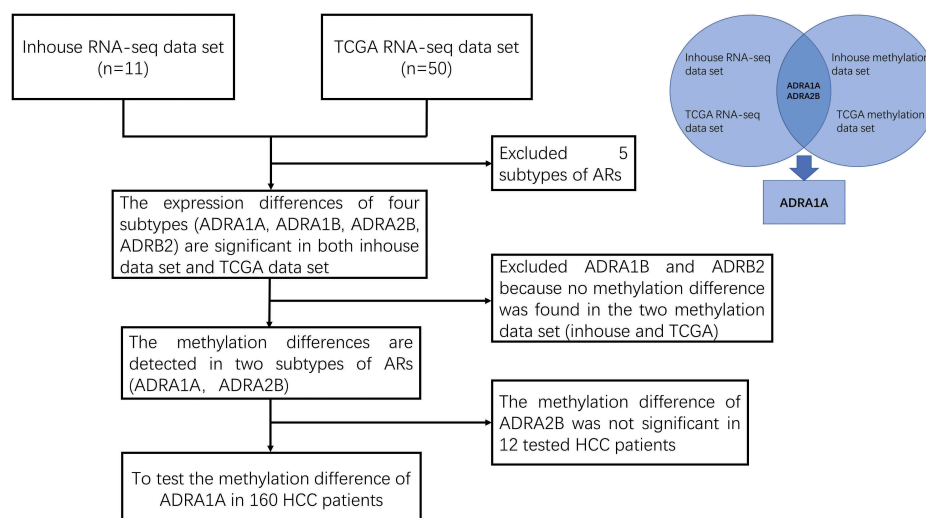 Inhouse RNA-seq data set
(n=11)
TCGA RNA-seq data set
(n=50)
Excluded 5
subtypes of ARs
The expression differences of four
subtypes (ADRA1A, ADRA1B, ADRA2B,
ADRB2) are significant in both inhouse
data set and TCGA data set
Excluded ADRA1B and ADRB2
because no methylation difference
was found in the two methylation
data set (inhouse and TCGA)
The methylation differences are
detected in two subtypes of ARs
(ADRA1A, ADRA2B)
The methylation difference of
ADRA2B was not significant in
12 tested HCC patients
To test the methylation difference of
ADRA1A in 160 HCC patients
Inhouse RNA-seq
data set
TCGA RNA-seq
data set
ADRA1A
ADRA2B
Inhouse methylation
data set
TCGA methylation
data set
ADRA1A